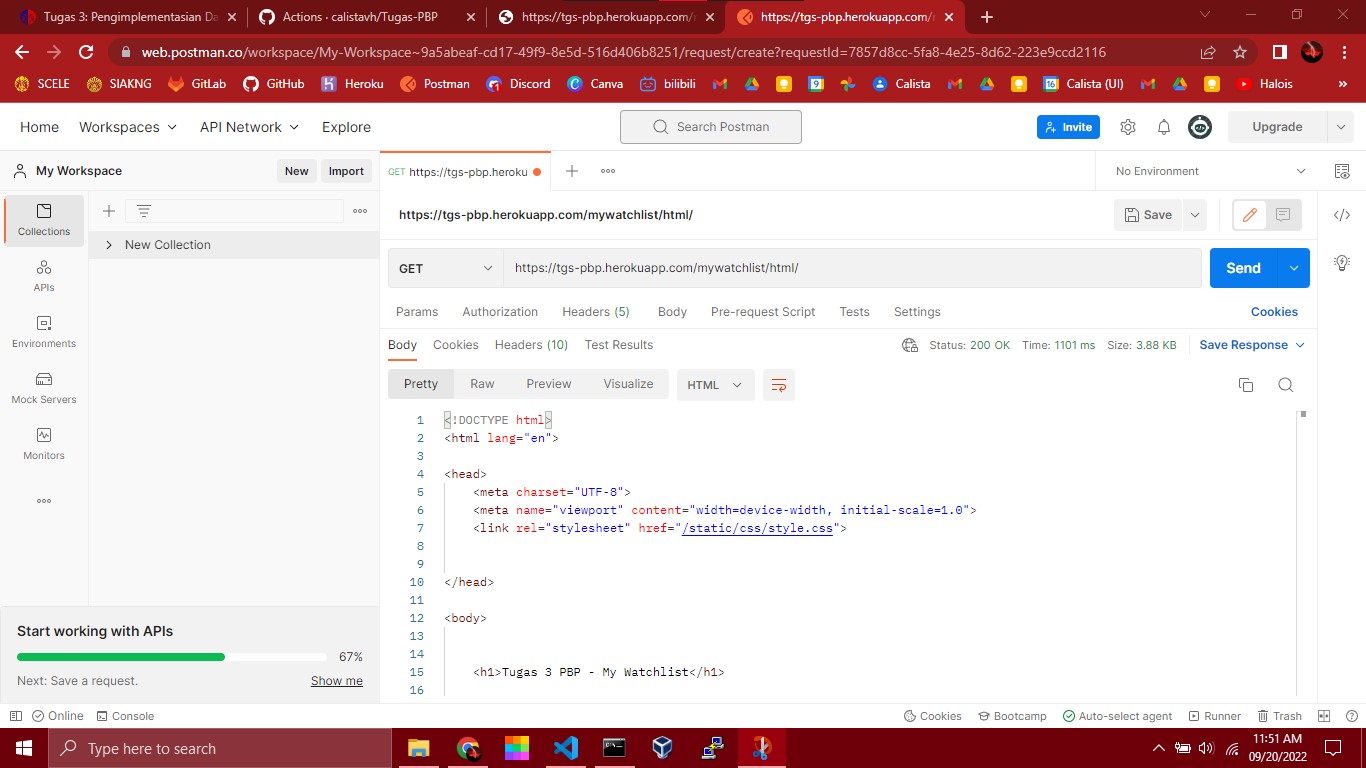 Tugas 3: Pengimplementasian Da
Actions · calistavh/Tugas-PBP
https://tgs-pbp.herokuapp.com/
https://tgs-pbp.herokuapp.com/
web.postman.co/workspace/My-Workspace~9a5abeaf-cd17-49f9-8e5d-516d406b8251/request/create?requestId=7857d8cc-5fa8-4e25-8d62-223e9ccd2116
SCELE SIAKNG GitLab GitHub Heroku Postman Discord Canva bilibili 9 Calista 16 Calista (UI) Halois »
Home Workspaces API Network Explore Search Postman Invite Upgrade
My Workspace New Import GET https://tgs-pbp.heroku No Environment
Collections
APIs
Environments
Mock Servers
Monitors
New Collection
https://tgs-pbp.herokuapp.com/mywatchlist/html/ Save
GET https://tgs-pbp.herokuapp.com/mywatchlist/html/ Send
Params Authorization Headers (5) Body Pre-request Script Tests Settings Cookies
Body Cookies Headers (10) Test Results Status: 200 OK Time: 1101 ms Size: 3.88 KB Save Response
Pretty Raw Preview Visualize HTML
1 <!DOCTYPE html>
2 <html lang="en">
3
4 <head>
5 <meta charset="UTF-8">
6 <meta name="viewport" content="width=device-width, initial-scale=1.0">
7 <link rel="stylesheet" href="/static/css/style.css">
8
9
10 </head>
11
12 <body>
13
14
15 <h1>Tugas 3 PBP - My Watchlist</h1>
16
Start working with APIs
67%
Next: Save a request. Show me
Online Console Cookies Bootcamp Auto-select agent Runner Trash
Type here to search
11:51 AM
09/20/2022